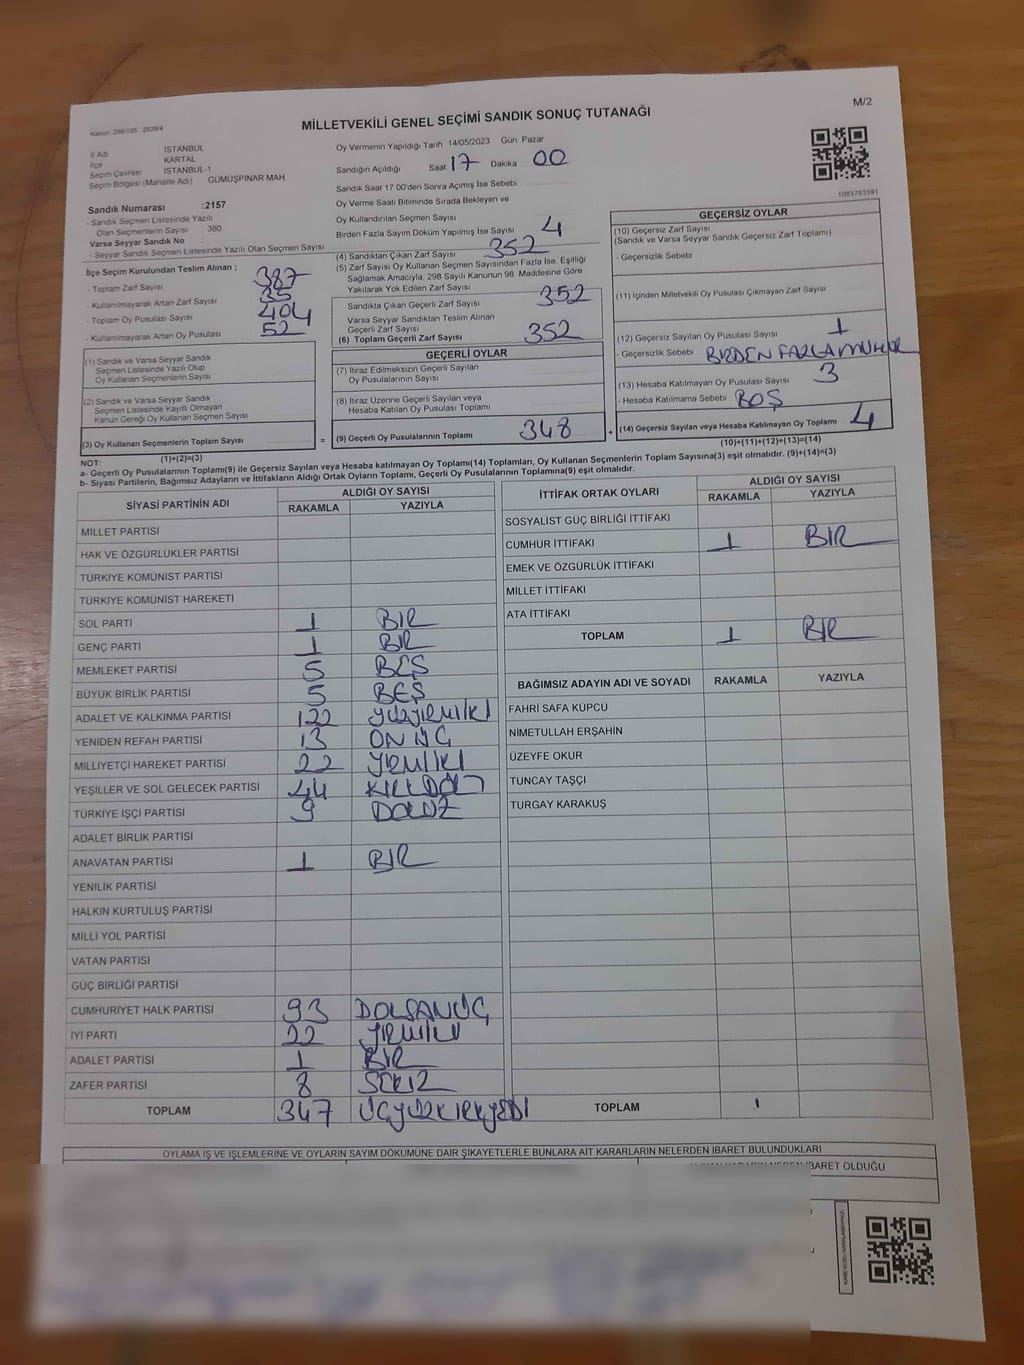 M/2
MİLLETVEKİLİ GENEL SEÇİMİ SANDIK SONUÇ TUTANAĞI
İl Adı İSTANBUL
İlçe KARTAL
Seçim Çevresi İSTANBUL-1
Seçim Bölgesi (Mahalle Adı) GÜMÜŞPINAR MAH
Oy Vermenin Yapıldığı Tarih 14/05/2023 Gün Pazar
Sandığın Açıldığı Saat 17 Dakika 00
Sandık Saat 17 00'den Sonra Açımış İse Sebebi
Oy Verme Saati Bitiminde Sırada Bekleyen ve
Oy Kullandırılan Seçmen Sayısı
Birden Fazla Sayım Döküm Yapılmış İse Sayısı 4
1083783391
Sandık Numarası :2157
- Sandık Seçmen Listesinde Yazılı
Olan Seçmenlerin Sayısı 380
Varsa Seyyar Sandık No :
- Seyyar Sandık Seçmen Listesinde Yazılı Olan Seçmen Sayısı
İlçe Seçim Kurulundan Teslim Alınan ;
- Toplam Zarf Sayısı 387
- Kullanılmayarak Artan Zarf Sayısı 35
- Toplam Oy Pusulası Sayısı 404
- Kullanılmayarak Artan Oy Pusulası 52
(1) Sandık ve Varsa Seyyar Sandık
Seçmen Listesinde Yazılı Olup
Oy Kullanan Seçmenlerin Sayısı
(2) Sandık ve Varsa Seyyar Sandık
Seçmen Listesinde Kayıtlı Olmayan
Kanun Gereği Oy Kullanan Seçmen Sayısı
(3) Oy Kullanan Seçmenlerin Toplam Sayısı =
(1)+(2)=(3)
(4) Sandıktan Çıkan Zarf Sayısı 352
(5) Zarf Sayısı Oy Kullanan Seçmen Sayısından Fazla İse, Eşitliği
Sağlamak Amacıyla, 298 Sayılı Kanunun 98 Maddesine Göre
Yakılarak Yok Edilen Zarf Sayısı
Sandıkta Çıkan Geçerli Zarf Sayısı 352
Varsa Seyyar Sandıktan Teslim Alınan
Geçerli Zarf Sayısı
(6) Toplam Geçerli Zarf Sayısı 352
GEÇERLİ OYLAR
(7) İtiraz Edilmeksizin Geçerli Sayılan
Oy Pusulalarının Sayısı
(8) İtiraz Üzerine Geçerli Sayılan veya
Hesaba Katılan Oy Pusulası Toplamı
(9) Geçerli Oy Pusulalarının Toplamı 348 +
GEÇERSİZ OYLAR
(10) Geçersiz Zarf Sayısı
(Sandık ve Varsa Seyyar Sandık Geçersiz Zarf Toplamı)
- Geçersizlik Sebebi
(11) İçinden Milletvekili Oy Pusulası Çıkmayan Zarf Sayısı
(12) Geçersiz Sayılan Oy Pusulası Sayısı 1
- Geçersizlik Sebebi BİRDEN FAZLA MÜHÜR
(13) Hesaba Katılmayan Oy Pusulası Sayısı 3
- Hesaba Katılmama Sebebi BOŞ
(14) Geçersiz Sayılan veya Hesaba Katılmayan Oy Toplamı 4
(10)+(11)+(12)+(13)=(14)
NOT:
a- Geçerli Oy Pusulalarının Toplamı(9) ile Geçersiz Sayılan veya Hesaba katılmayan Oy Toplamı(14) Toplamları, Oy Kullanan Seçmenlerin Toplam Sayısına(3) eşit olmalıdır. (9)+(14)=(3)
b- Siyasi Partilerin, Bağımsız Adayların ve İttifakların Aldığı Ortak Oyların Toplamı, Geçerli Oy Pusulalarının Toplamına(9) eşit olmalıdır.
SİYASİ PARTİNİN ADI ALDIĞI OY SAYISI
RAKAMLA YAZIYLA
MİLLET PARTİSİ
HAK VE ÖZGÜRLÜKLER PARTİSİ
TÜRKİYE KOMÜNİST PARTİSİ
TÜRKİYE KOMÜNİST HAREKETİ
SOL PARTİ 1 BİR
GENÇ PARTİ 1 BİR
MEMLEKET PARTİSİ 5 BEŞ
BÜYÜK BİRLİK PARTİSİ 5 BEŞ
ADALET VE KALKINMA PARTİSİ 122 YÜZYİRMİİKİ
YENİDEN REFAH PARTİSİ 13 ON ÜÇ
MİLLİYETÇİ HAREKET PARTİSİ 22 YİRMİİKİ
YEŞİLLER VE SOL GELECEK PARTİSİ 44 KIRKDÖRT
TÜRKİYE İŞÇİ PARTİSİ 9 DOKUZ
ADALET BİRLİK PARTİSİ
ANAVATAN PARTİSİ 1 BİR
YENİLİK PARTİSİ
HALKIN KURTULUŞ PARTİSİ
MİLLİ YOL PARTİSİ
VATAN PARTİSİ
GÜÇ BİRLİĞİ PARTİSİ
CUMHURİYET HALK PARTİSİ 93 DOKSANÜÇ
İYİ PARTİ 22 YİRMİİKİ
ADALET PARTİSİ 1 BİR
ZAFER PARTİSİ 8 SEKİZ
TOPLAM 347 ÜÇYÜZKIRKYEDİ
İTTİFAK ORTAK OYLARI ALDIĞI OY SAYISI
RAKAMLA YAZIYLA
SOSYALİST GÜÇ BİRLİĞİ İTTİFAKI
CUMHUR İTTİFAKI 1 BİR
EMEK VE ÖZGÜRLÜK İTTİFAKI
MİLLET İTTİFAKI
ATA İTTİFAKI
TOPLAM 1 BİR
BAĞIMSIZ ADAYIN ADI VE SOYADI RAKAMLA YAZIYLA
FAHRİ SAFA KÜPCÜ
NİMETULLAH ERŞAHİN
ÜZEYFE OKUR
TUNCAY TAŞÇI
TURGAY KARAKUŞ
TOPLAM
OYLAMA İŞ VE İŞLEMLERİNE VE OYLARIN SAYIM DÖKÜMÜNE DAİR ŞİKAYETLERLE BUNLARA AİT KARARLARIN NELERDEN İBARET BULUNDUKLARI
İBARET OLDUĞU